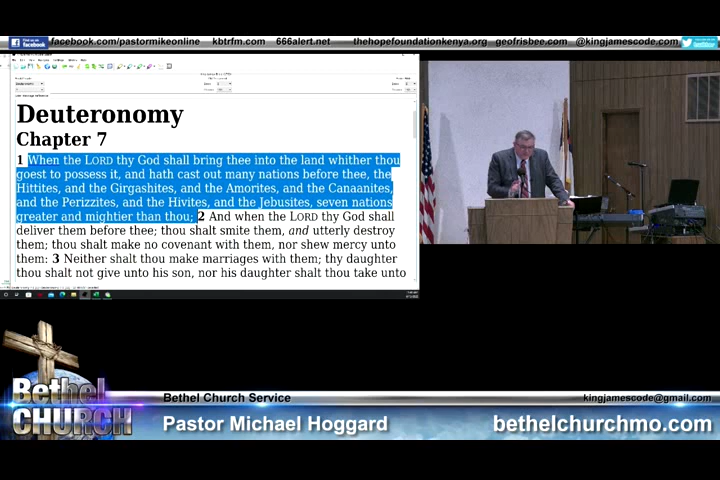 Find us on
facebook
facebook.com/pastormikeonline kbtrfm.com 666alert.net thehopefoundationkenya.org geofrisbee.com @kingjamescode.com twitter
Deuteronomy
Chapter 7
1 When the LORD thy God shall bring thee into the land whither thou
goest to possess it, and hath cast out many nations before thee, the
Hittites, and the Girgashites, and the Amorites, and the Canaanites,
and the Perizzites, and the Hivites, and the Jebusites, seven nations
greater and mightier than thou; 2 And when the LORD thy God shall
deliver them before thee; thou shalt smite them, and utterly destroy
them; thou shalt make no covenant with them, nor shew mercy unto
them: 3 Neither shalt thou make marriages with them; thy daughter
thou shalt not give unto his son, nor his daughter shalt thou take unto
Bethel
CHURCH
Bethel Church Service kingjamescode@gmail.com
Pastor Michael Hoggard bethelchurchmo.com